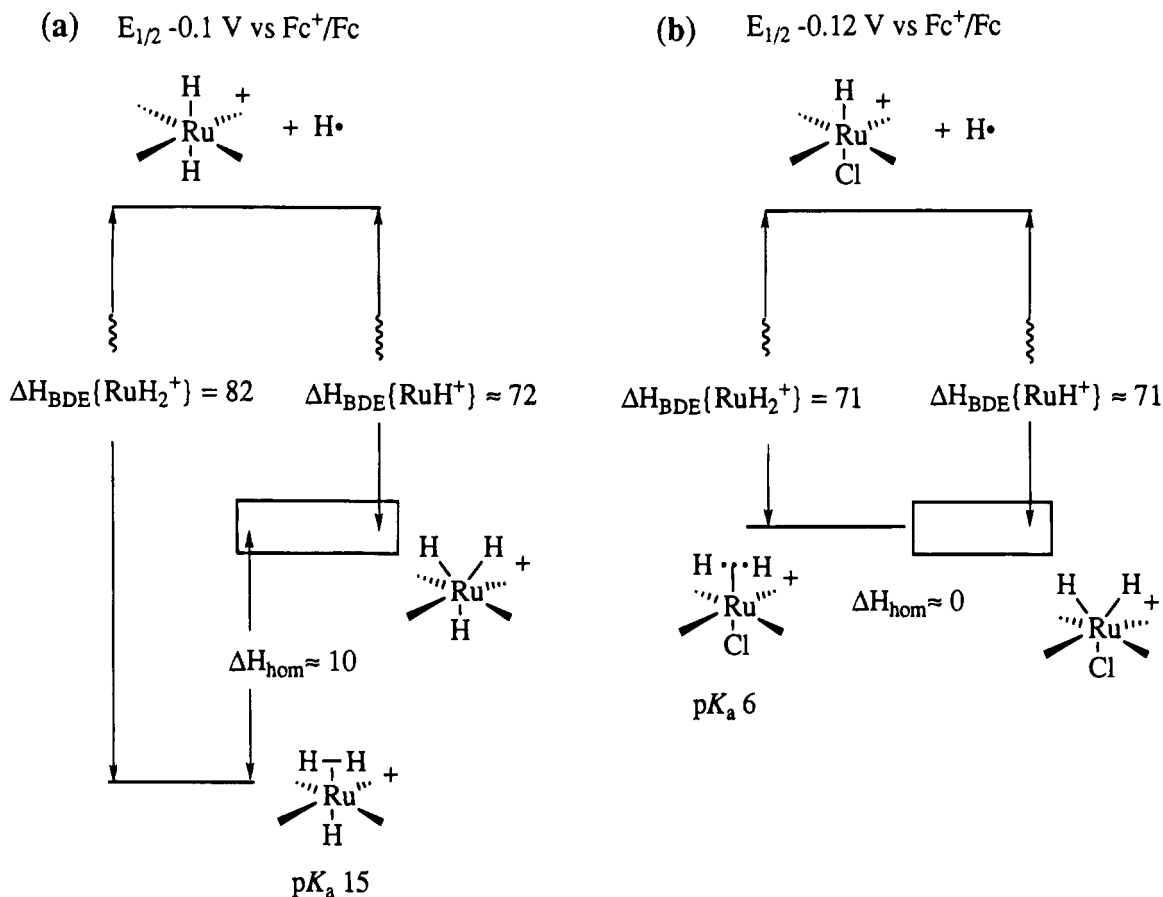 (a) E1/2 -0.1 V vs Fc+/Fc
H
+
Ru
H
+ H•
ΔHBDE{RuH2+} = 82
ΔHBDE{RuH+} ≈ 72
H H
+
Ru
H
ΔHhom≈ 10
H–H
+
Ru
H
pKa 15
(b) E1/2 -0.12 V vs Fc+/Fc
H
+
Ru
Cl
+ H•
ΔHBDE{RuH2+} = 71
ΔHBDE{RuH+} ≈ 71
H··H
+
Ru
Cl
pKa 6
ΔHhom≈ 0
H H
+
Ru
Cl